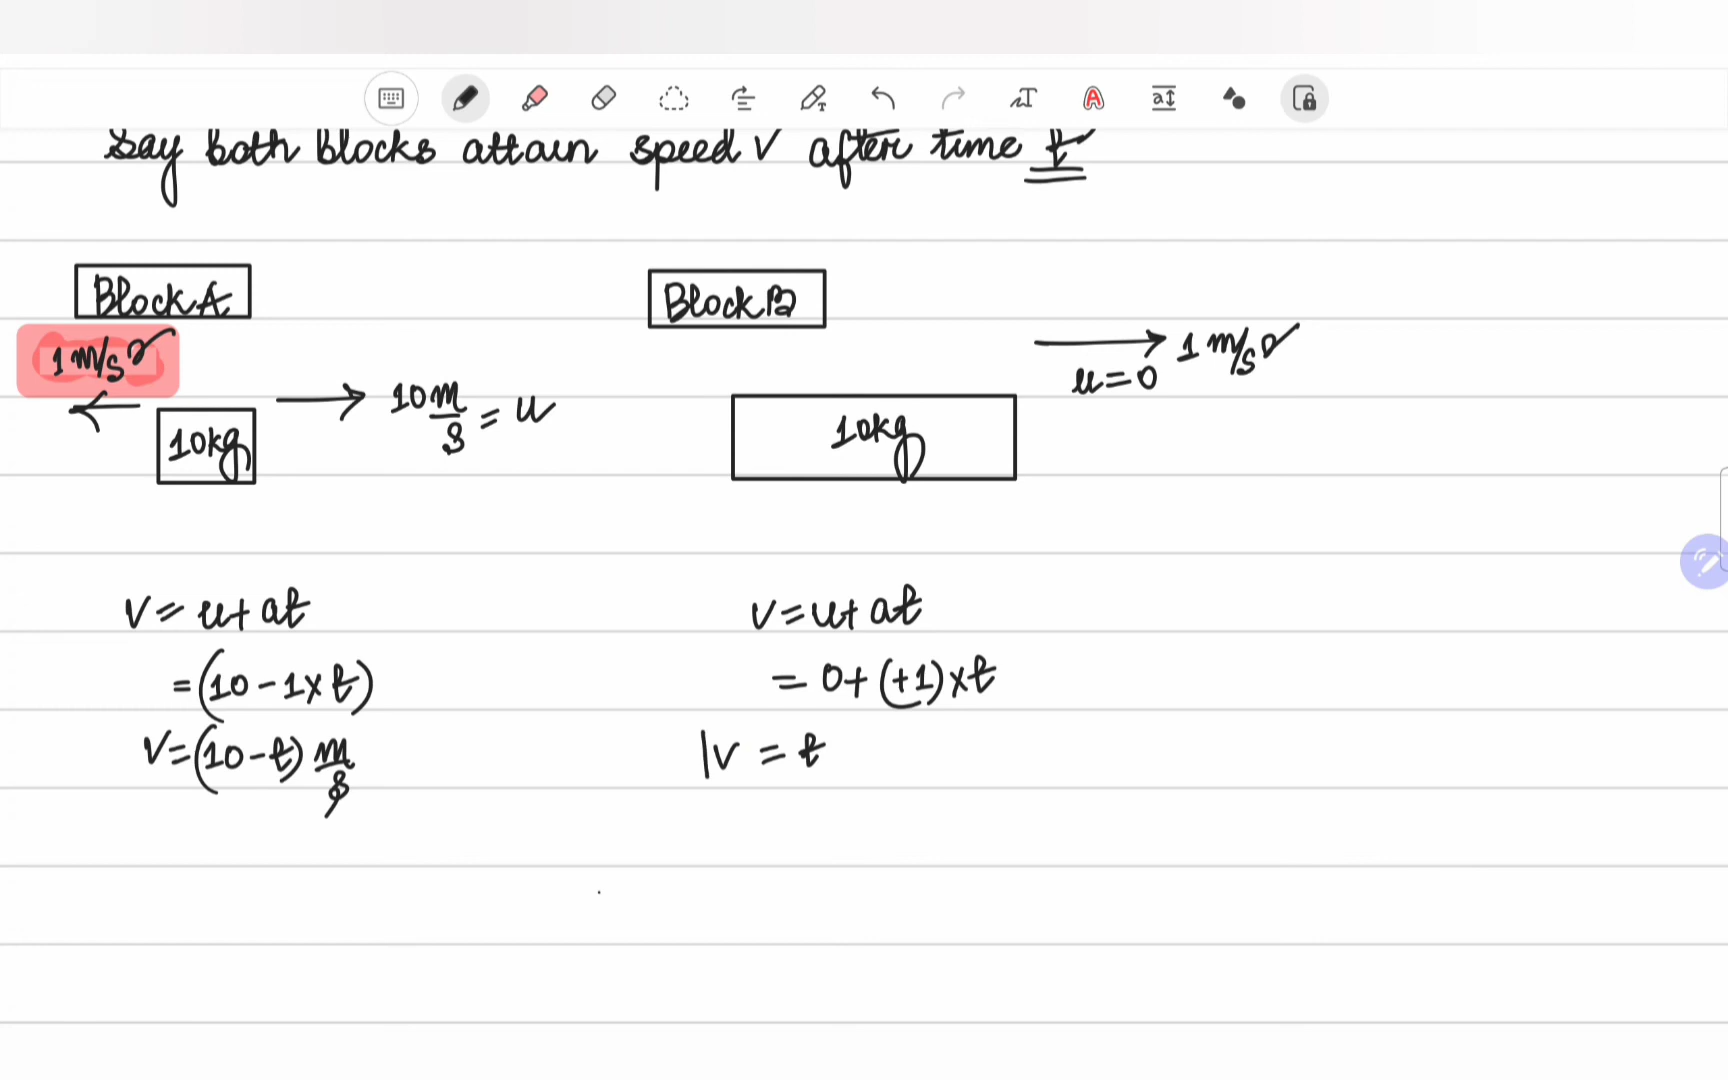 say both blocks attain speed v after time t
Block A
1 m/s²
10kg
10 m/s = u
v = u + at
= (10 - 1 x t)
v = (10 - t) m/s
Block B
1 m/s²
u = 0
10kg
v = u + at
= 0 + (+1) x t
|v = t